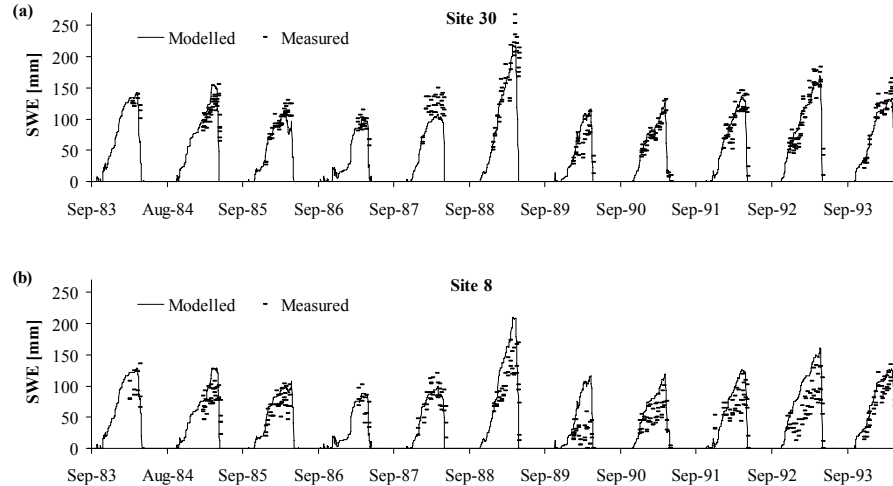 (a)
Site 30
Modelled
Measured
SWE [mm]
250
200
150
100
50
0
Sep-83 Aug-84 Sep-85 Sep-86 Sep-87 Sep-88 Sep-89 Sep-90 Sep-91 Sep-92 Sep-93
(b)
Site 8
Modelled
Measured
SWE [mm]
250
200
150
100
50
0
Sep-83 Aug-84 Sep-85 Sep-86 Sep-87 Sep-88 Sep-89 Sep-90 Sep-91 Sep-92 Sep-93